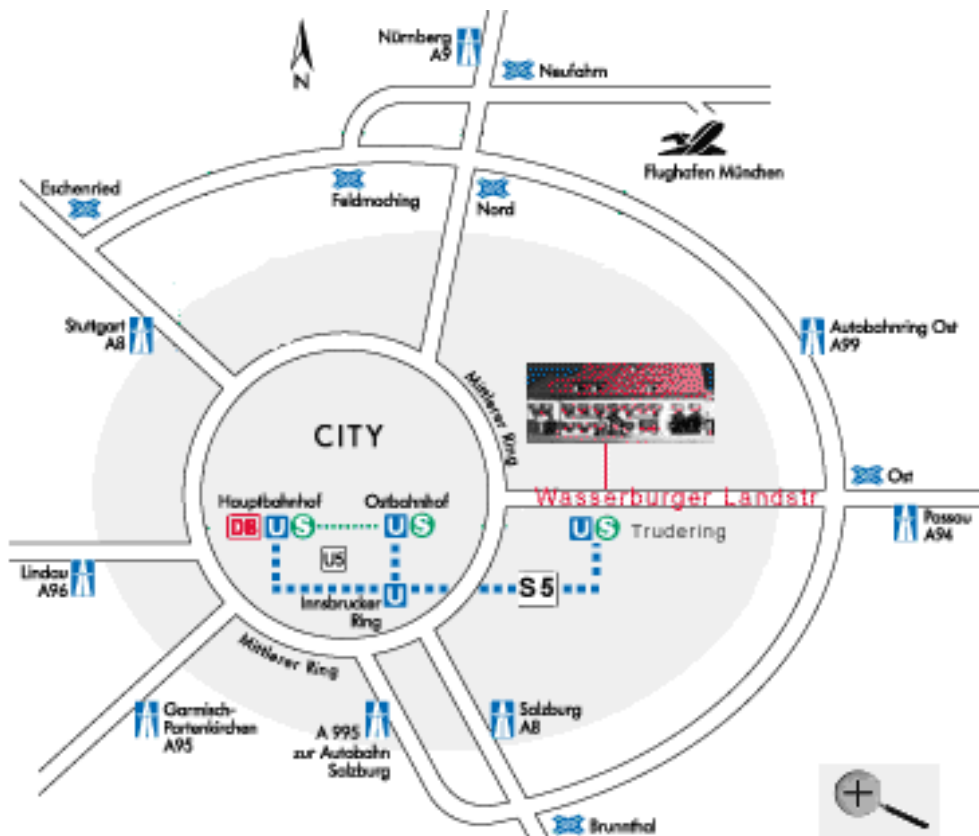 Nürnberg
A9
Neufahrn
N
Flughafen München
Eschenried
Feldmoching
Nord
Stuttgart
A8
Autobahnring Ost
A99
Mittlerer Ring
CITY
Ost
Wasserburger Landstr
Hauptbahnhof
Ostbahnhof
DB U S
U S
U S
Trudering
Passau
A94
U5
Lindau
A96
S5
Innsbrucker
Ring
U
Mittlerer Ring
Garmisch-
Partenkirchen
A95
A 995
zur Autobahn
Salzburg
Salzburg
A8
Brunnthal